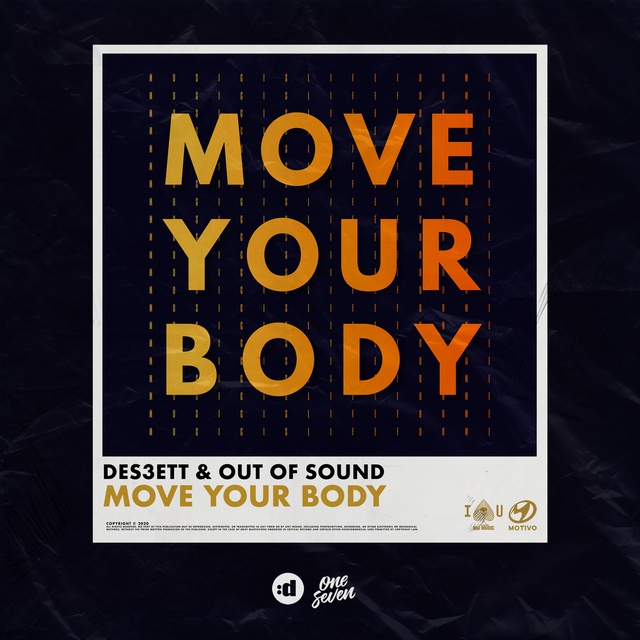 MOVE
YOUR
BODY
DES3ETT & OUT OF SOUND
MOVE YOUR BODY
I U
MOTIVO
COPYRIGHT © 2020
:d
One
Seven